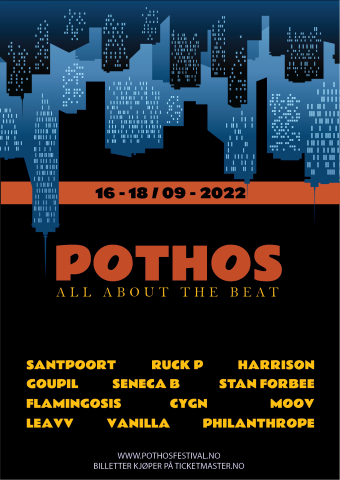 16 - 18 / 09 - 2022
POTHOS
ALL ABOUT THE BEAT
SANTPOORT RUCK P HARRISON
GOUPIL SENECA B STAN FORBEE
FLAMINGOSIS CYGN MOOV
LEAVV VANILLA PHILANTHROPE
WWW.POTHOSFESTIVAL.NO
BILLETTER KJØPER PÅ TICKETMASTER.NO